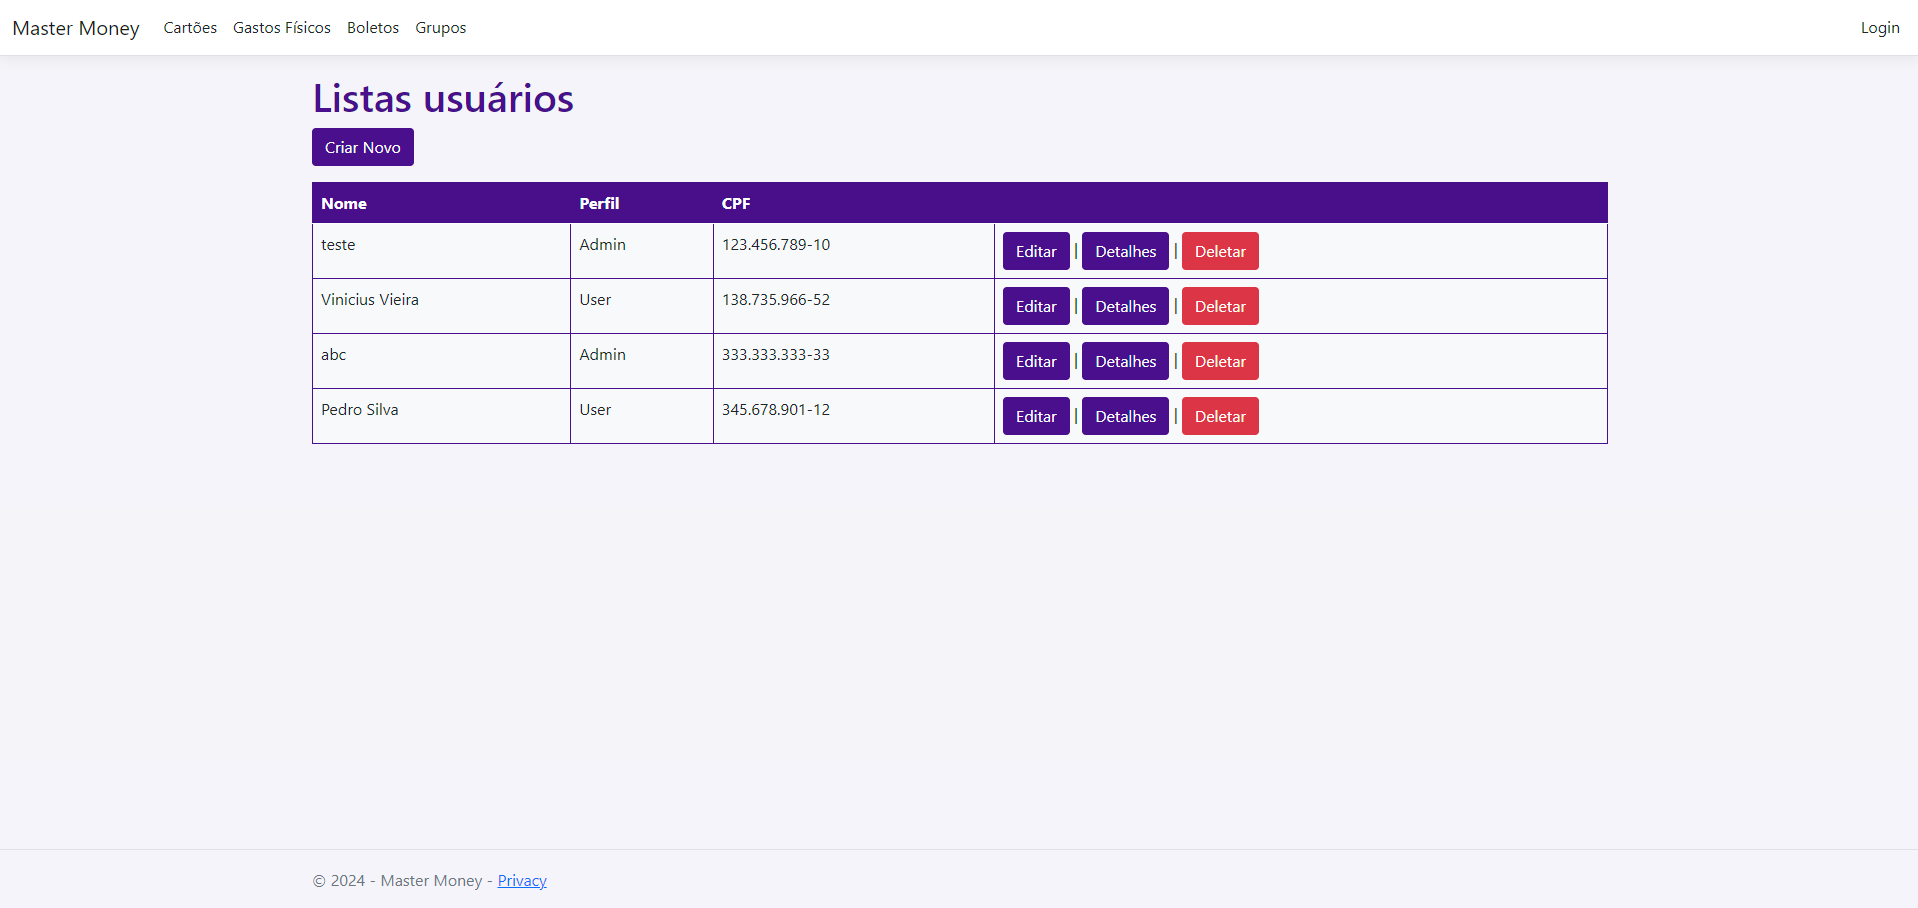 Master Money Cartões Gastos Físicos Boletos Grupos Login
Listas usuários
Criar Novo
Nome Perfil CPF
teste Admin 123.456.789-10 Editar | Detalhes | Deletar
Vinicius Vieira User 138.735.966-52 Editar | Detalhes | Deletar
abc Admin 333.333.333-33 Editar | Detalhes | Deletar
Pedro Silva User 345.678.901-12 Editar | Detalhes | Deletar
© 2024 - Master Money - Privacy